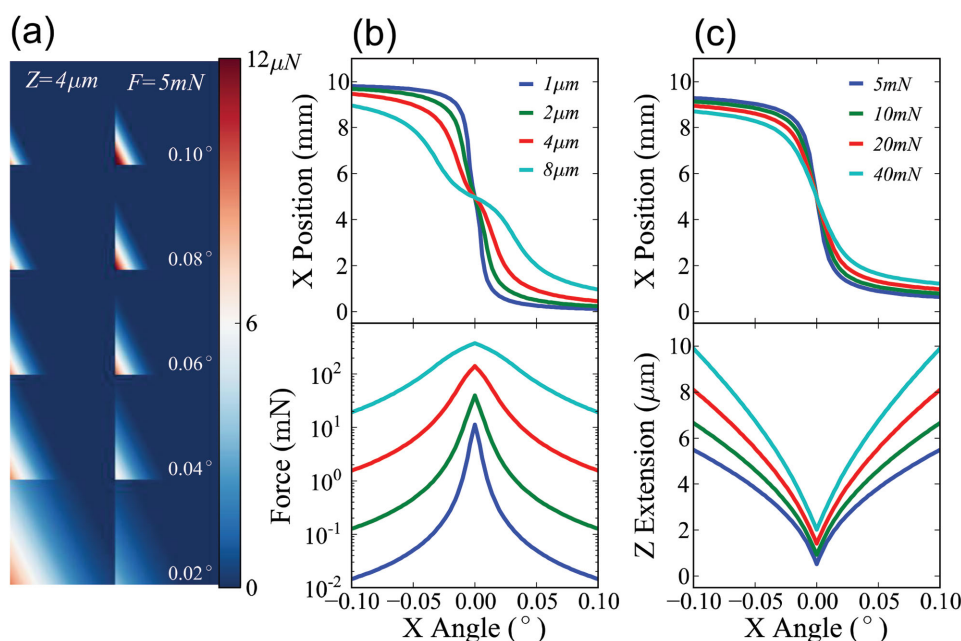 (a)
Z=4μm
F=5mN
0.10°
0.08°
0.06°
0.04°
0.02°
12μN
6
0
(b)
X Position (mm)
10
8
6
4
2
0
1μm
2μm
4μm
8μm
Force (mN)
10²
10¹
10⁰
10⁻¹
10⁻²
−0.10 −0.05 0.00 0.05 0.10
X Angle (°)
(c)
X Position (mm)
10
8
6
4
2
0
5mN
10mN
20mN
40mN
Z Extension (μm)
10
8
6
4
2
0
−0.10 −0.05 0.00 0.05 0.10
X Angle (°)